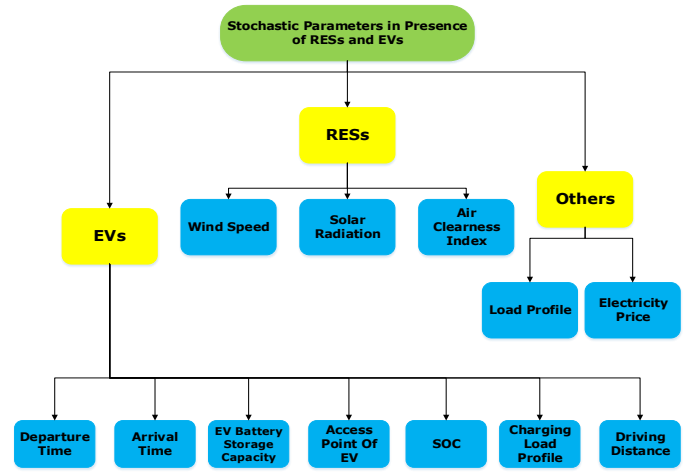 Stochastic Parameters in Presence
of RESs and EVs
RESs
EVs
Others
Wind Speed
Solar
Radiation
Air
Clearness
Index
Load Profile
Electricity
Price
Departure
Time
Arrival
Time
EV Battery
Storage
Capacity
Access
Point Of
EV
SOC
Charging
Load
Profile
Driving
Distance